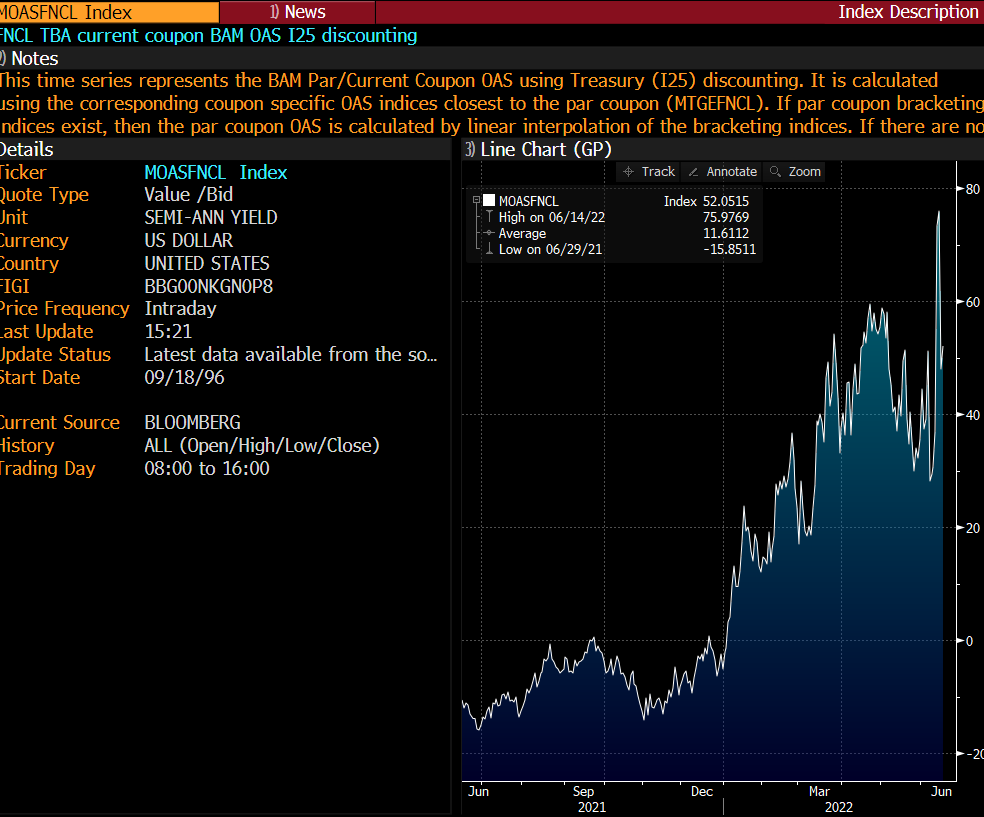 MOASFNCL Index
1) News
Index Description
FNCL TBA current coupon BAM OAS I25 discounting
) Notes
This time series represents the BAM Par/Current Coupon OAS using Treasury (I25) discounting. It is calculated
using the corresponding coupon specific OAS indices closest to the par coupon (MTGEFNCL). If par coupon bracketing
indices exist, then the par coupon OAS is calculated by linear interpolation of the bracketing indices. If there are no
Details
Ticker MOASFNCL Index
Quote Type Value /Bid
Unit SEMI-ANN YIELD
Currency US DOLLAR
Country UNITED STATES
FIGI BBG00NKGN0P8
Price Frequency Intraday
Last Update 15:21
Update Status Latest data available from the so...
Start Date 09/18/96
Current Source BLOOMBERG
History ALL (Open/High/Low/Close)
Trading Day 08:00 to 16:00
3) Line Chart (GP)
Track Annotate Zoom
MOASFNCL Index 52.0515
High on 06/14/22 75.9769
Average 11.6112
Low on 06/29/21 -15.8511
80
60
40
20
0
-20
Jun Sep Dec Mar Jun
2021 2022